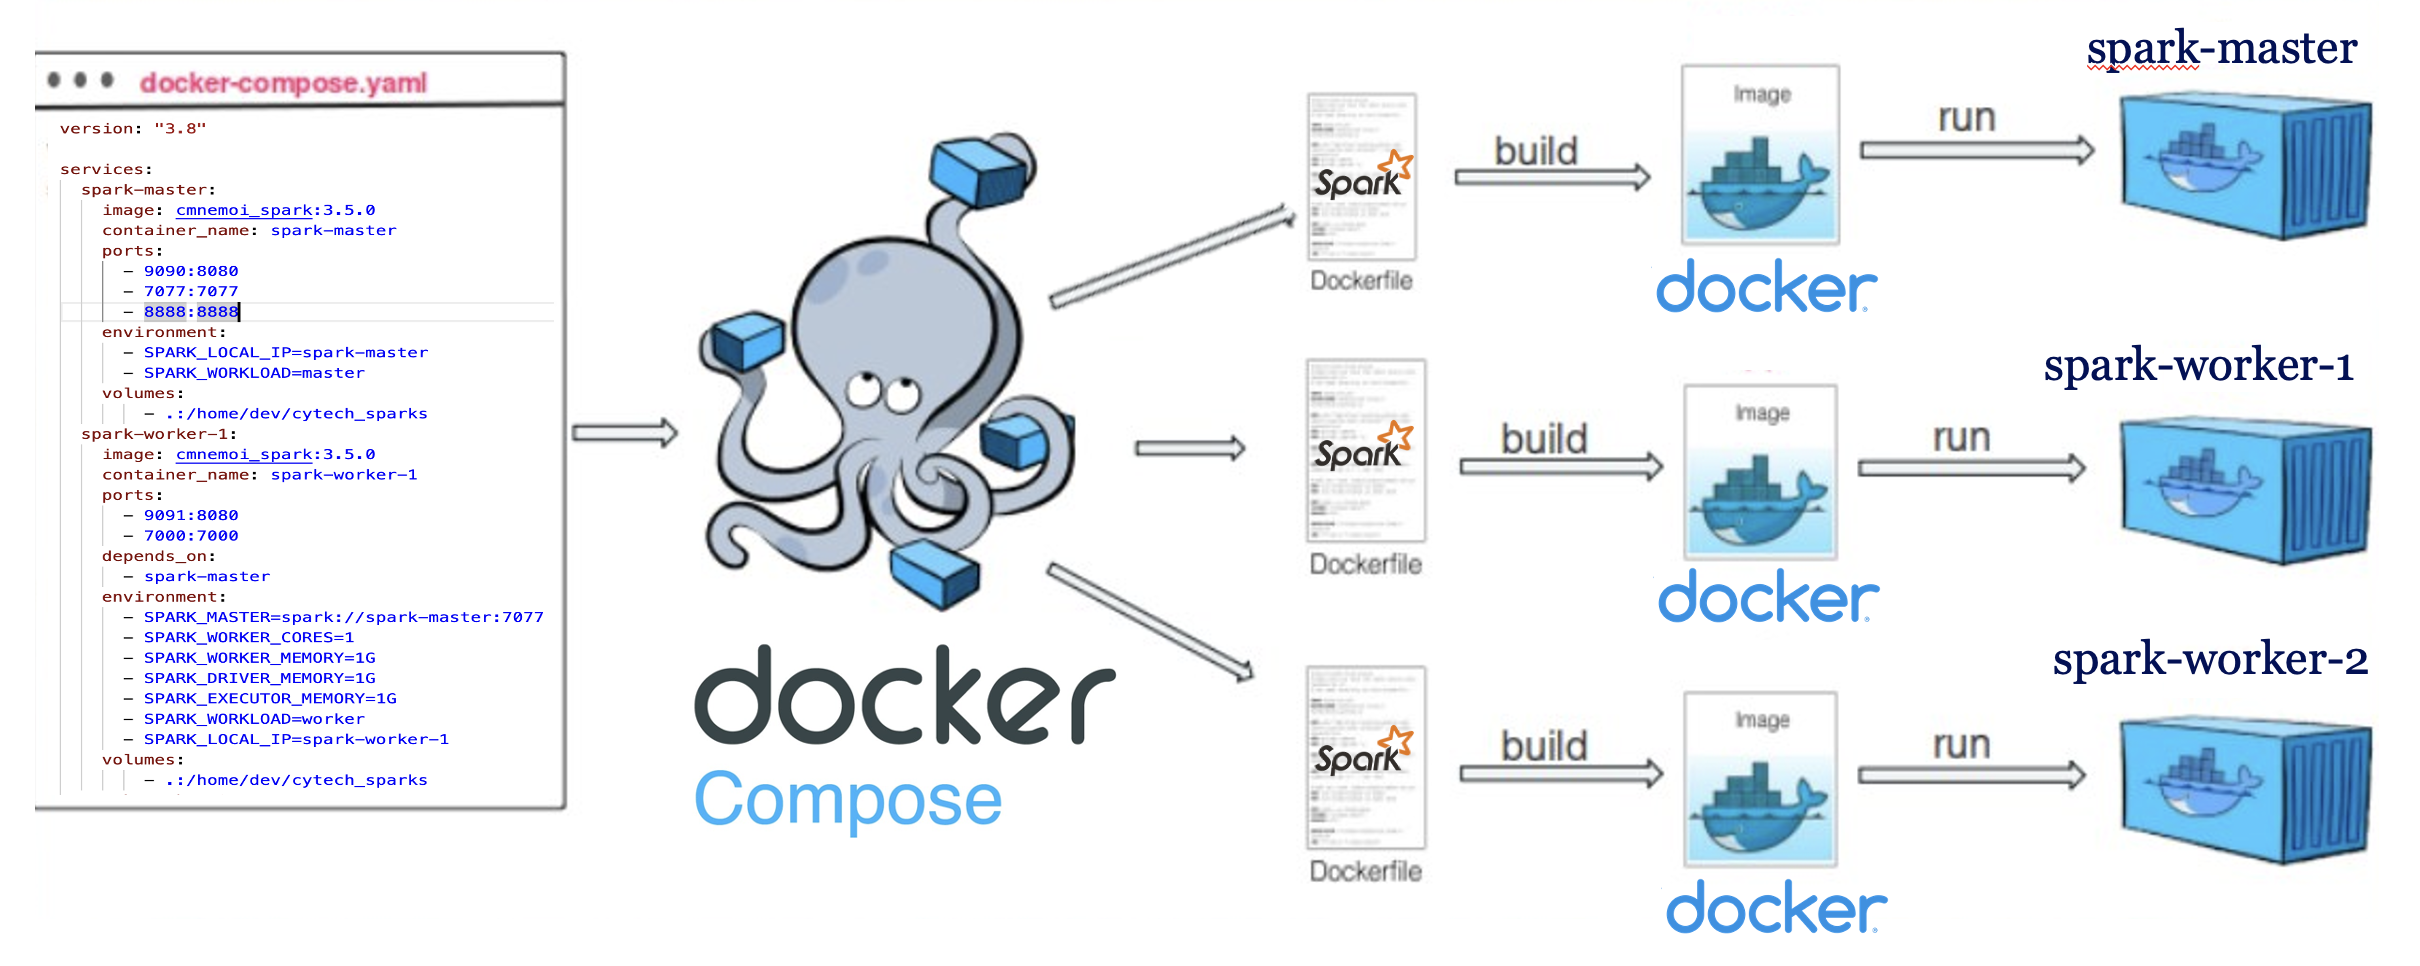 docker-compose.yaml
version: "3.8"
services:
spark-master:
image: cmnemoi_spark:3.5.0
container_name: spark-master
ports:
- 9090:8080
- 7077:7077
- 8888:8888
environment:
- SPARK_LOCAL_IP=spark-master
- SPARK_WORKLOAD=master
volumes:
- .:/home/dev/cytech_sparks
spark-worker-1:
image: cmnemoi_spark:3.5.0
container_name: spark-worker-1
ports:
- 9091:8080
- 7000:7000
depends_on:
- spark-master
environment:
- SPARK_MASTER=spark://spark-master:7077
- SPARK_WORKER_CORES=1
- SPARK_WORKER_MEMORY=1G
- SPARK_DRIVER_MEMORY=1G
- SPARK_EXECUTOR_MEMORY=1G
- SPARK_WORKLOAD=worker
- SPARK_LOCAL_IP=spark-worker-1
volumes:
- .:/home/dev/cytech_sparks
docker
Compose
Spark
Dockerfile
build
Image
docker
run
spark-master
Spark
Dockerfile
build
Image
docker
run
spark-worker-1
Spark
Dockerfile
build
Image
docker
run
spark-worker-2